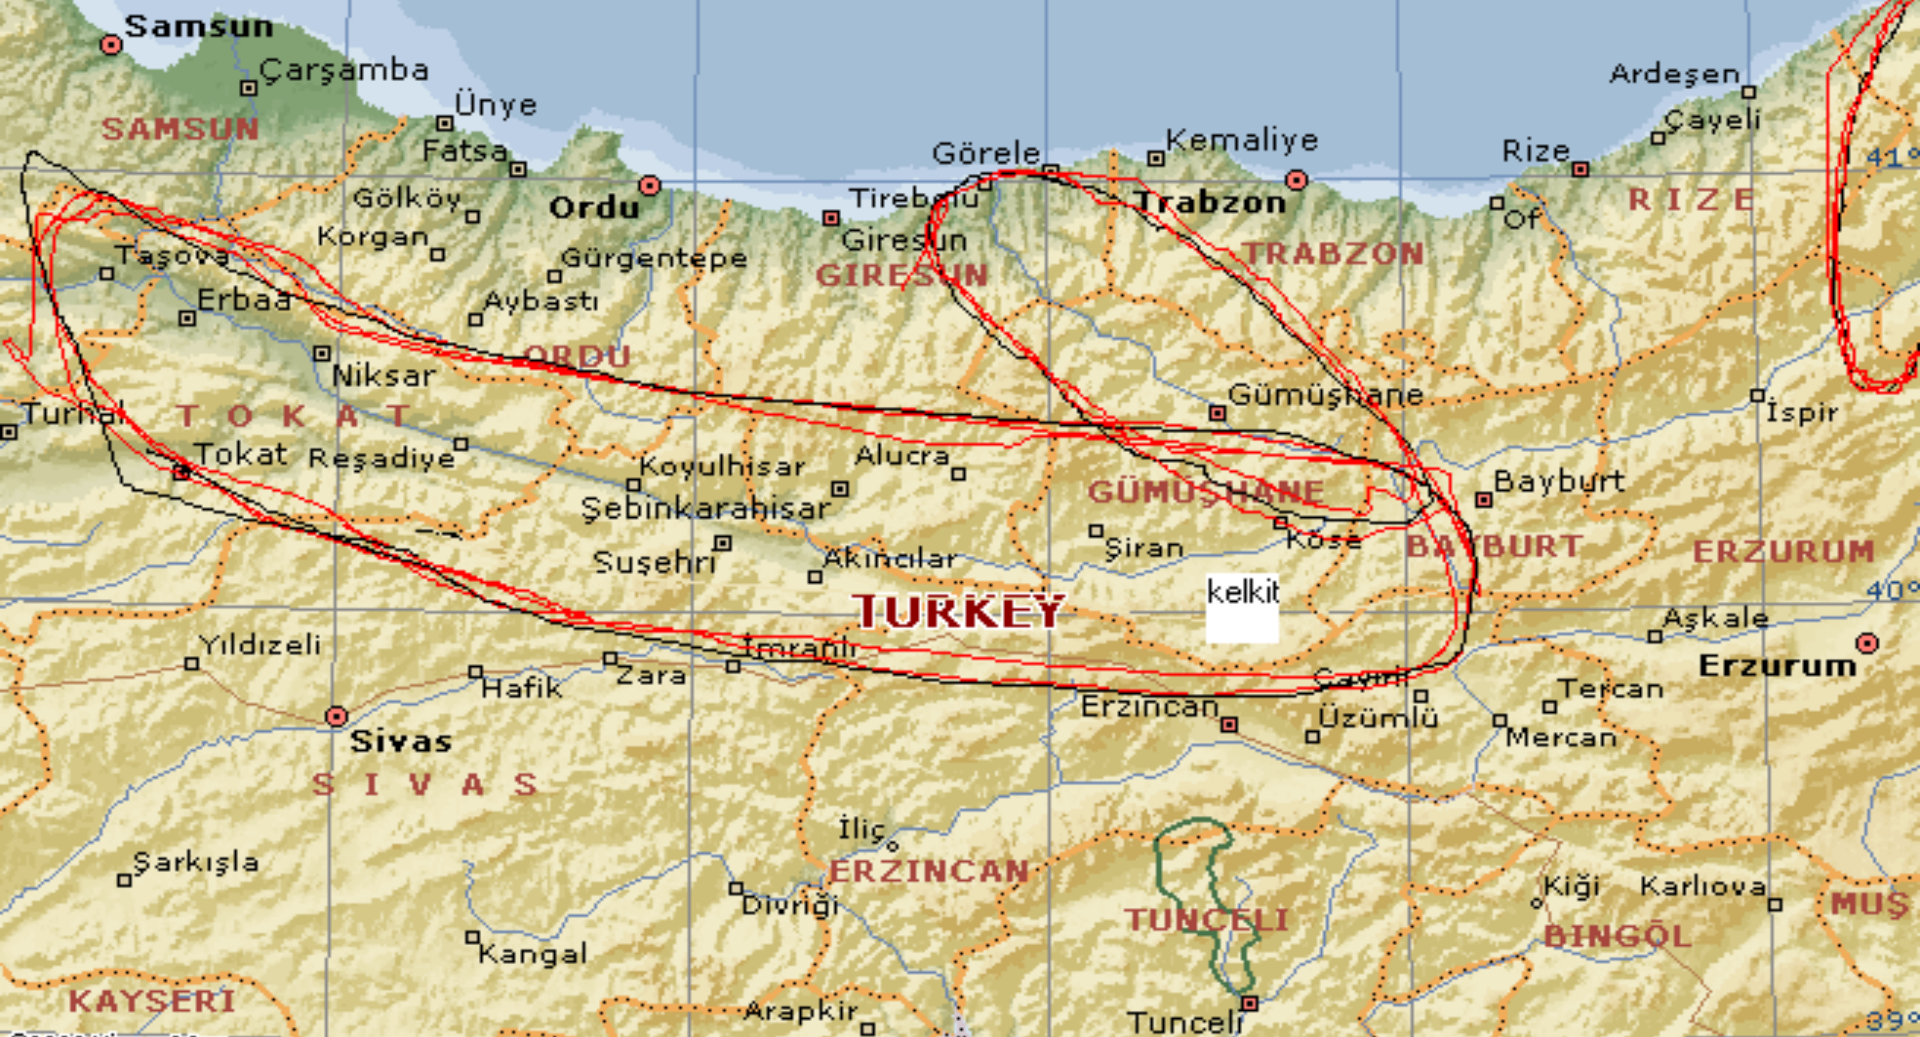 Samsun
Çarşamba
Ardeşen
Ünye
SAMSUN
Çayeli
Kemaliye
Fatsa
Görele
Rize
41°
Gölköy
Ordu
Tirebolu
Trabzon
RIZE
Of
Korgan
Giresun
Taşova
Gürgentepe
GIRESUN
TRABZON
Erbaa
Aybastı
ORDU
Niksar
Gümüşhane
Turhal
TOKAT
İspir
Tokat
Reşadiye
Koyulhisar
Alucra
Bayburt
GÜMÜŞHANE
Şebinkarahisar
Köse
Şiran
BAYBURT
ERZURUM
Suşehri
Akıncılar
kelkit
40°
TURKEY
Aşkale
Yıldızeli
İmranlı
Erzurum
Zara
Hafik
Çayırlı
Tercan
Erzincan
Üzümlü
Sivas
Mercan
SIVAS
İliç
Şarkışla
ERZINCAN
Kiği
Karlıova
Divriği
TUNCELI
MUŞ
BINGÖL
Kangal
KAYSERI
Arapkir
Tunceli
39°